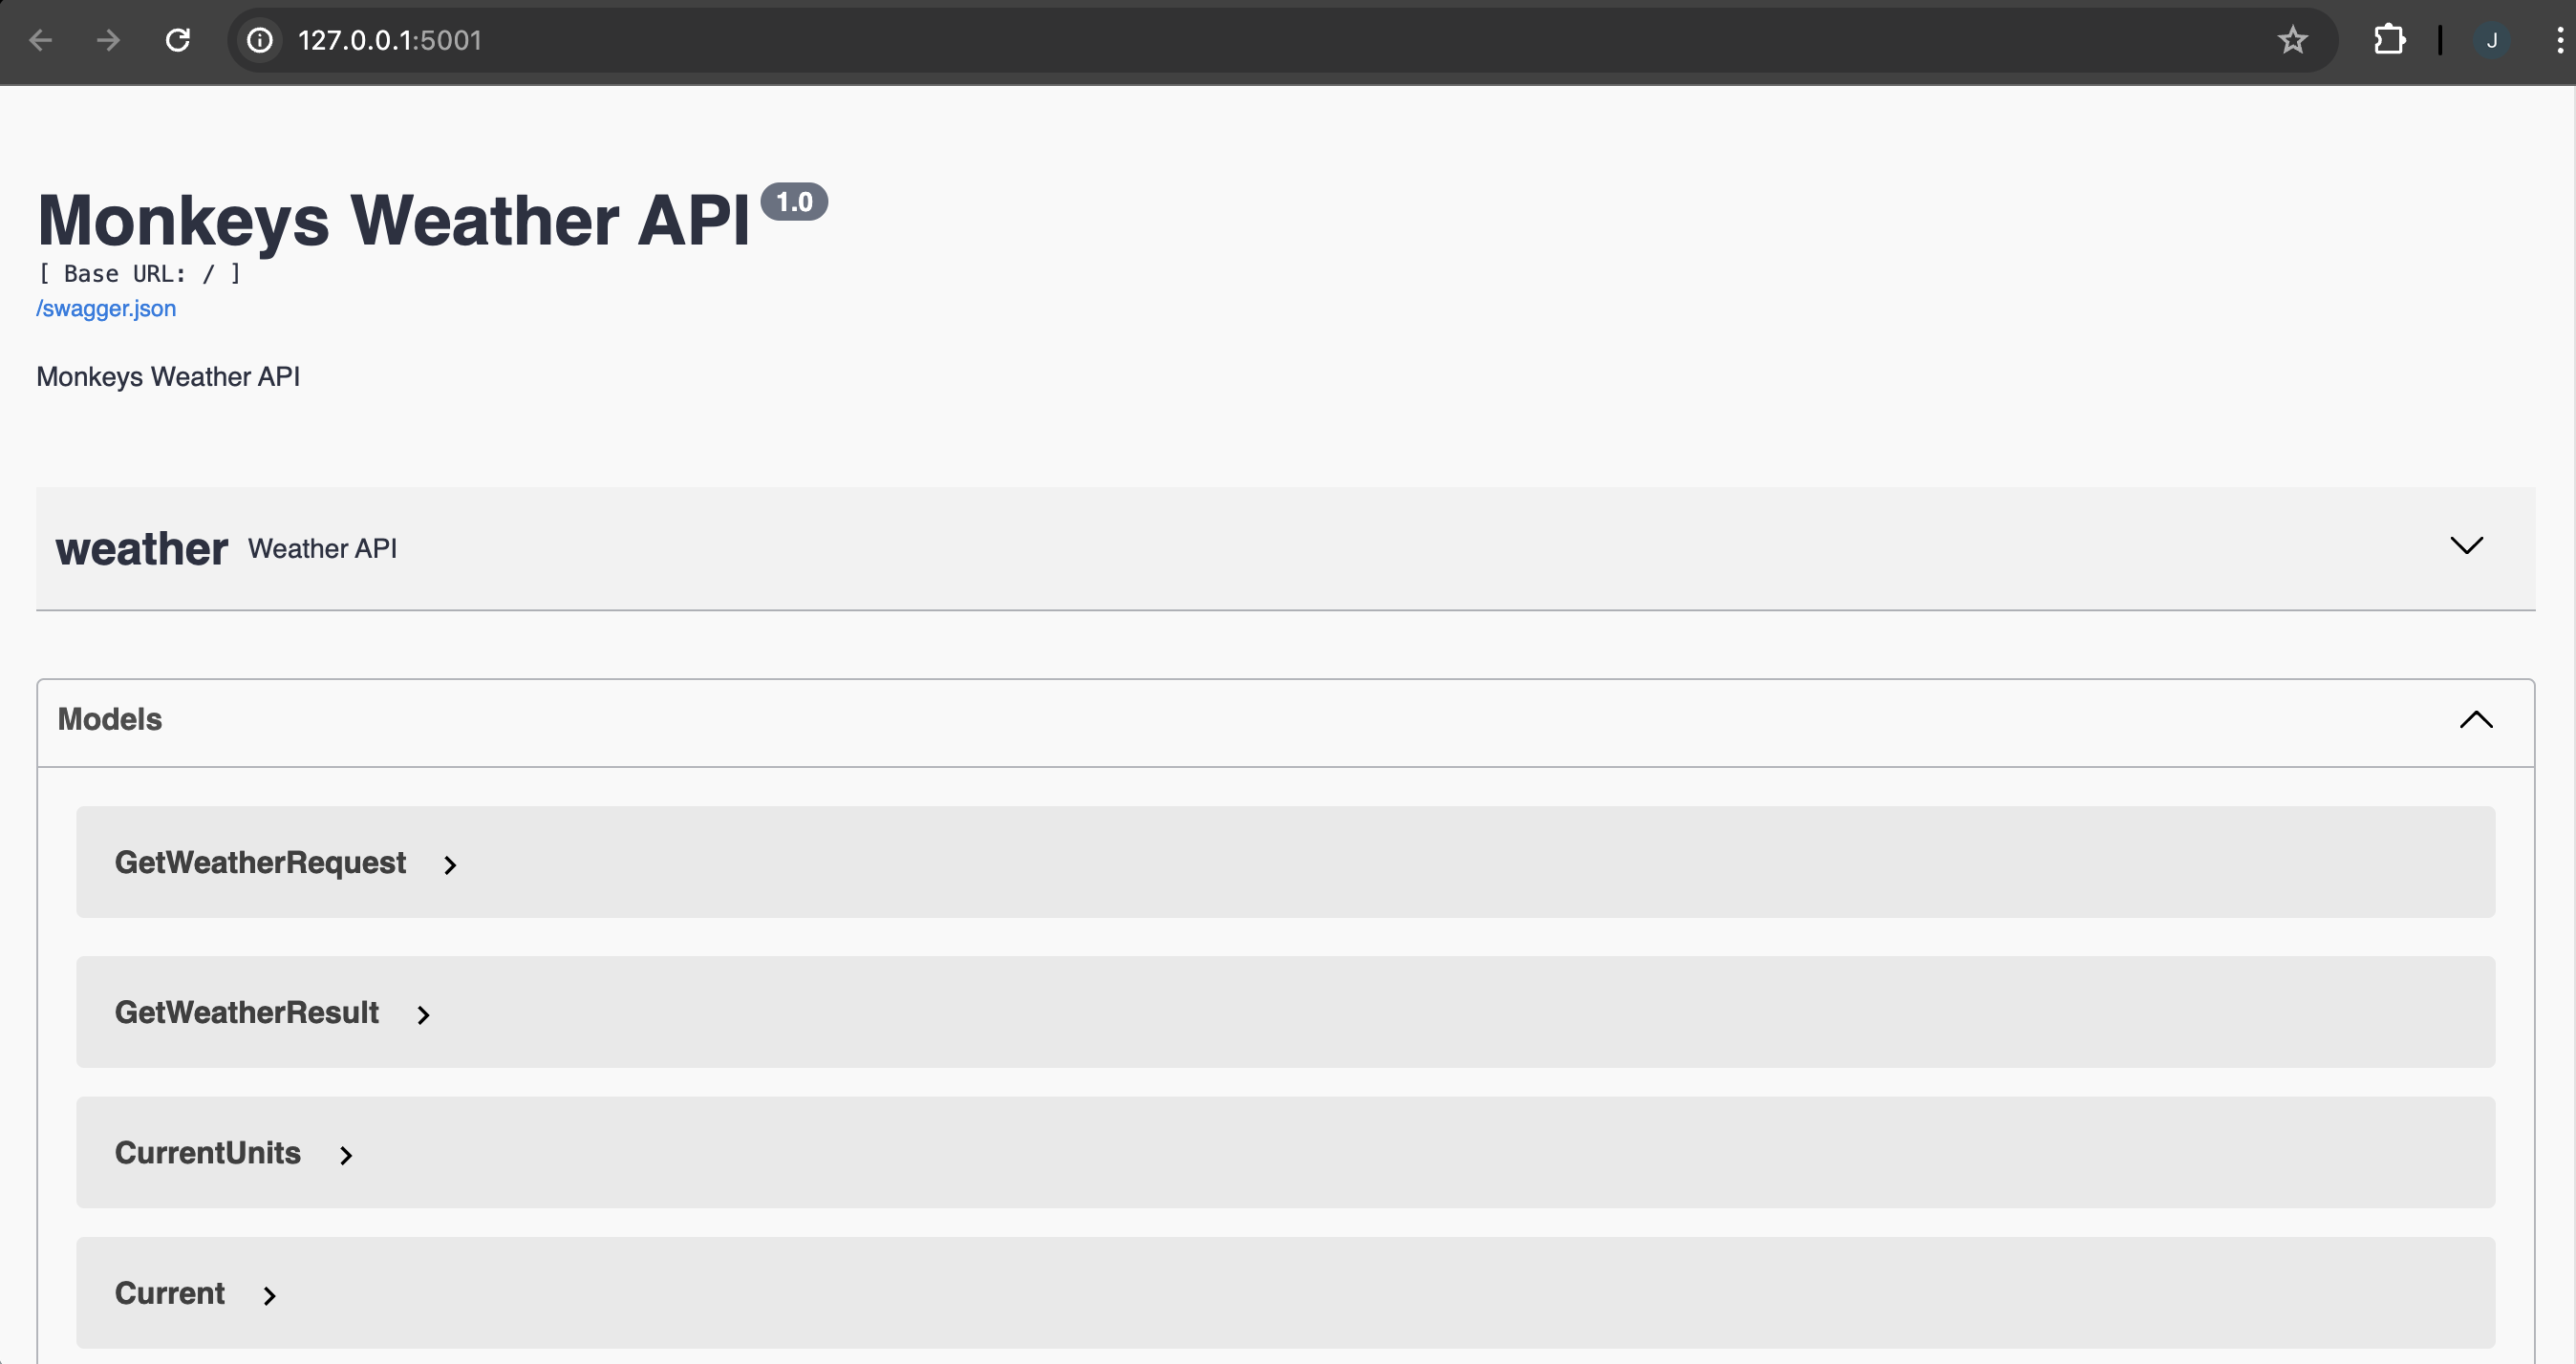 127.0.0.1:5001
J
Monkeys Weather API 1.0
[ Base URL: / ]
/swagger.json
Monkeys Weather API
weather Weather API
Models
GetWeatherRequest
GetWeatherResult
CurrentUnits
Current